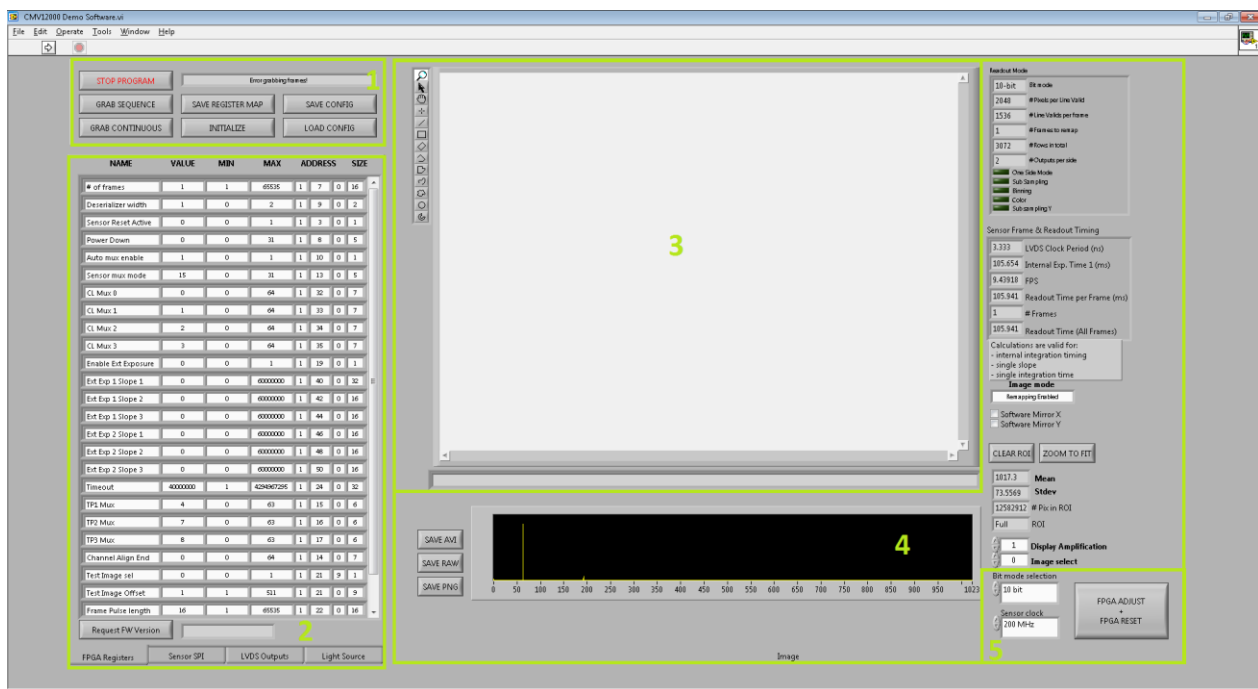 CMV12000 Demo Software.vi
File Edit Operate Tools Window Help
STOP PROGRAM
Error grabbing frames!
1
GRAB SEQUENCE SAVE REGISTER MAP SAVE CONFIG
GRAB CONTINUOUS INITIALIZE LOAD CONFIG
NAME VALUE MIN MAX ADDRESS SIZE
# of frames 1 1 65535 1 7 0 16
Deserializer width 1 0 2 1 9 0 2
Sensor Reset Active 0 0 1 1 3 0 1
Power Down 0 0 31 1 8 0 5
Auto mux enable 1 0 1 1 10 0 1
Sensor mux mode 15 0 31 1 13 0 5
CL Mux 0 0 0 64 1 32 0 7
CL Mux 1 1 0 64 1 33 0 7
CL Mux 2 2 0 64 1 34 0 7
CL Mux 3 3 0 64 1 35 0 7
Enable Ext Exposure 0 0 1 1 19 0 1
Ext Exp 1 Slope 1 0 0 60000000 1 40 0 32
Ext Exp 1 Slope 2 0 0 60000000 1 42 0 16
Ext Exp 1 Slope 3 0 0 60000000 1 44 0 16
Ext Exp 2 Slope 1 0 0 60000000 1 46 0 16
Ext Exp 2 Slope 2 0 0 60000000 1 48 0 16
Ext Exp 2 Slope 3 0 0 60000000 1 50 0 16
Timeout 40000000 1 4294967295 1 24 0 32
TP1 Mux 4 0 63 1 15 0 6
TP2 Mux 7 0 63 1 16 0 6
TP3 Mux 8 0 63 1 17 0 6
Channel Align End 0 0 64 1 14 0 7
Test Image sel 0 0 1 1 21 9 1
Test Image Offset 1 1 511 1 21 0 9
Frame Pulse length 16 1 65535 1 22 0 16
Request FW Version
2
FPGA Registers Sensor SPI LVDS Outputs Light Source
3
SAVE AVI
SAVE RAW
SAVE PNG
4
0 50 100 150 200 250 300 350 400 450 500 550 600 650 700 750 800 850 900 950 1023
Image
Readout Mode
10-bit Bit mode
2048 # Pixels per Line Valid
1536 # Line Valids per frame
1 # Frames to remap
3072 # Rows in total
2 # Outputs per side
One Side Mode
Sub Sampling
Binning
Color
Subsampling Y
Sensor Frame & Readout Timing
3.333 LVDS Clock Period (ns)
105.654 Internal Exp. Time 1 (ms)
9.43918 FPS
105.941 Readout Time per Frame (ms)
1 # Frames
105.941 Readout Time (All Frames)
Calculations are valid for:
- internal integration timing
- single slope
- single integration time
Image mode
Remapping Enabled
Software Mirror X
Software Mirror Y
CLEAR ROI ZOOM TO FIT
1017.3 Mean
73.5569 Stdev
12582912 # Pix in ROI
Full ROI
1 Display Amplification
0 Image select
Bit mode selection
10 bit
Sensor clock
200 MHz
FPGA ADJUST
+
FPGA RESET
5